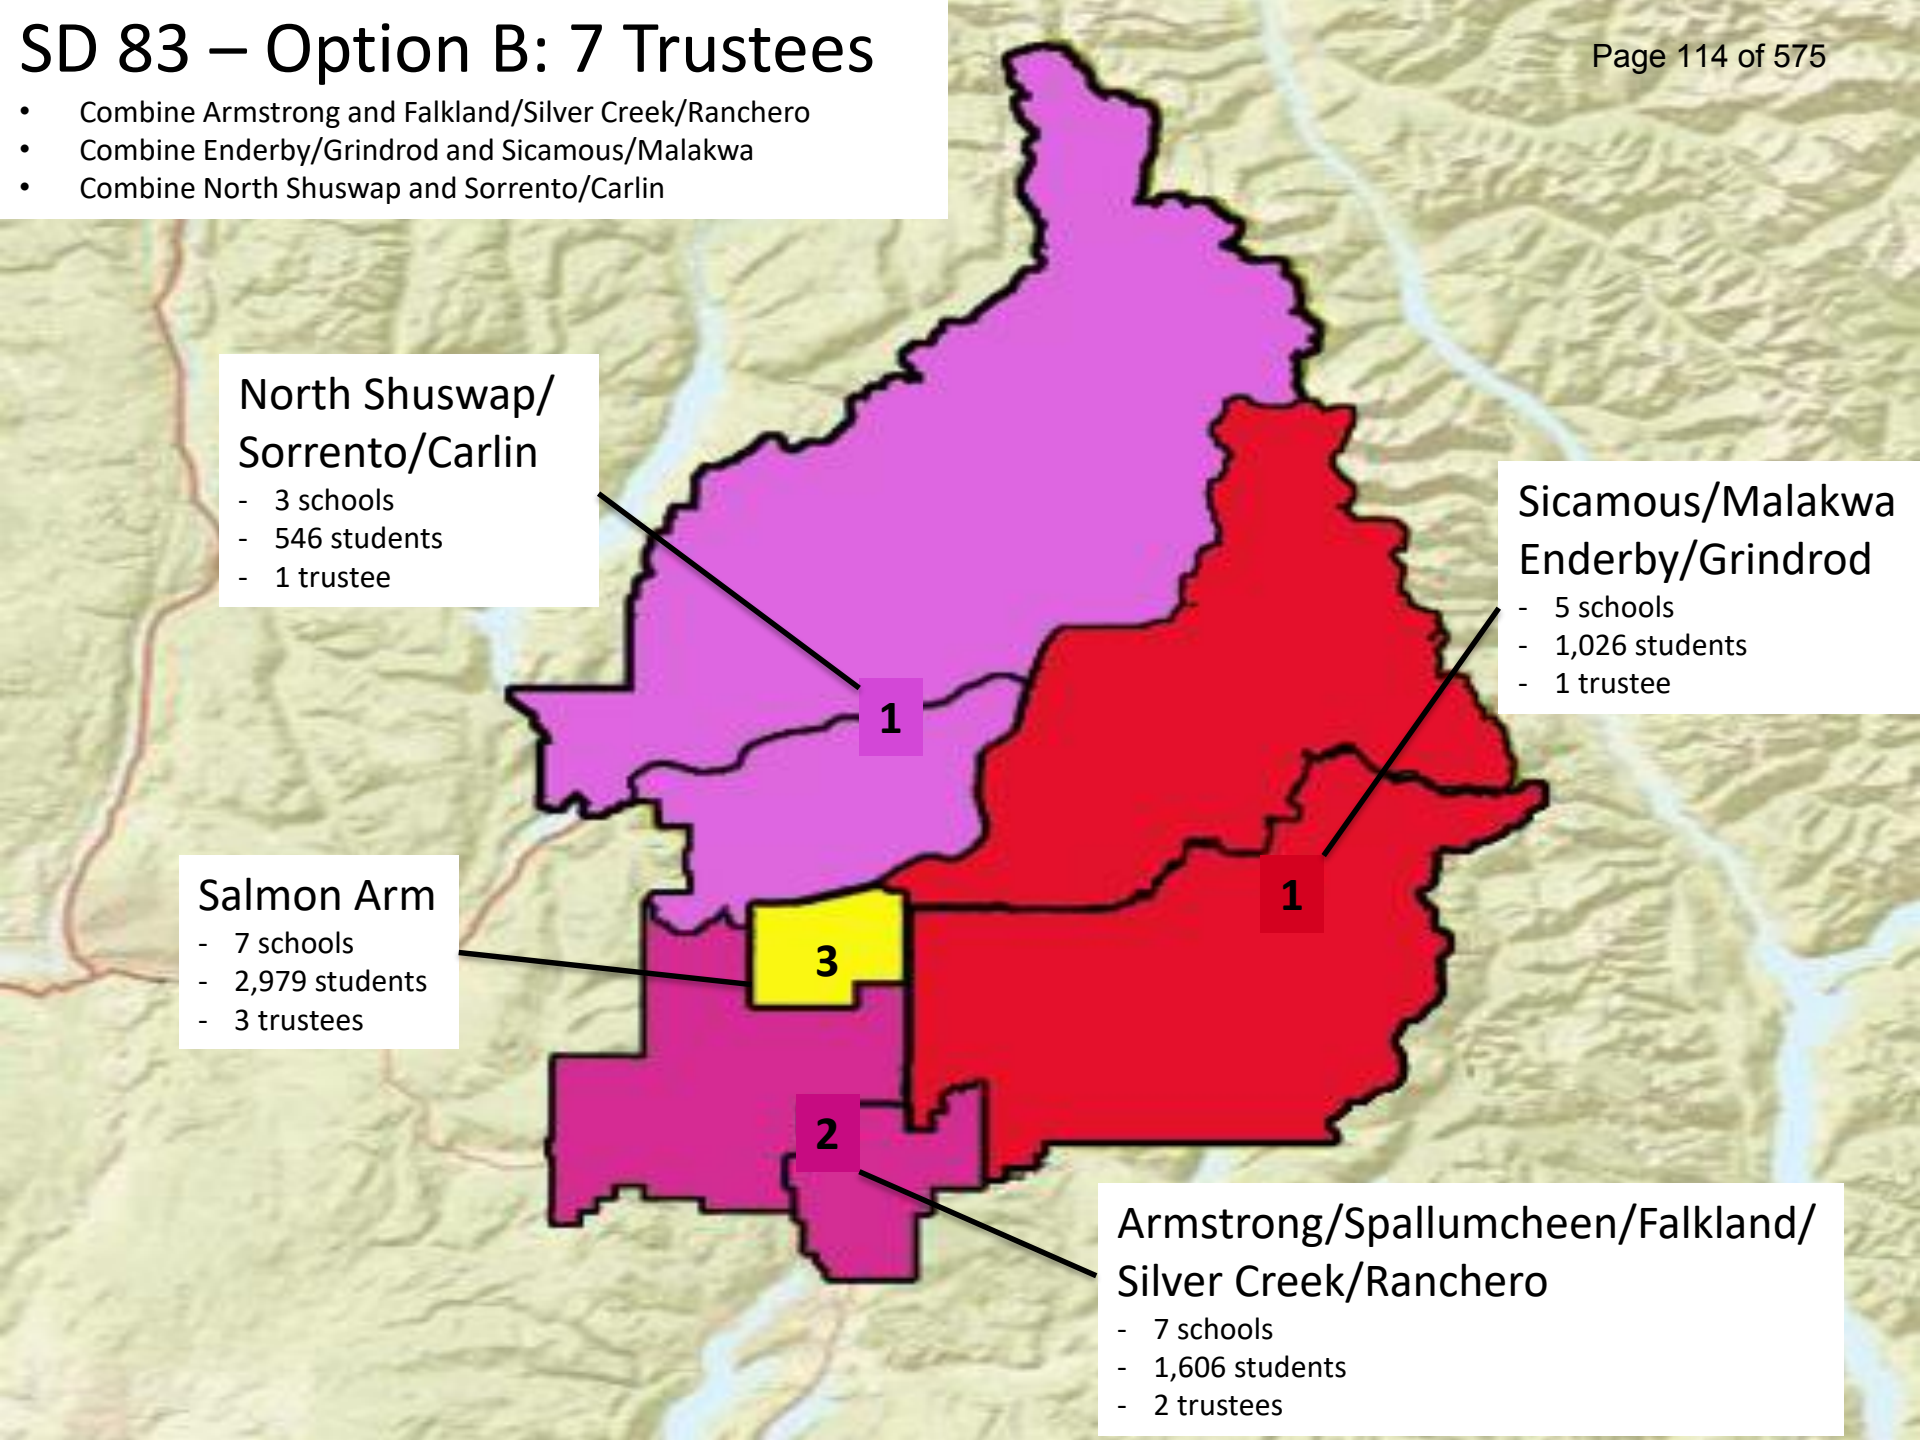 SD 83 – Option B: 7 Trustees
Page 114 of 575
• Combine Armstrong and Falkland/Silver Creek/Ranchero
• Combine Enderby/Grindrod and Sicamous/Malakwa
• Combine North Shuswap and Sorrento/Carlin
North Shuswap/
Sorrento/Carlin
- 3 schools
- 546 students
- 1 trustee
Sicamous/Malakwa
Enderby/Grindrod
- 5 schools
- 1,026 students
- 1 trustee
1
1
Salmon Arm
- 7 schools
- 2,979 students
- 3 trustees
3
2
Armstrong/Spallumcheen/Falkland/
Silver Creek/Ranchero
- 7 schools
- 1,606 students
- 2 trustees